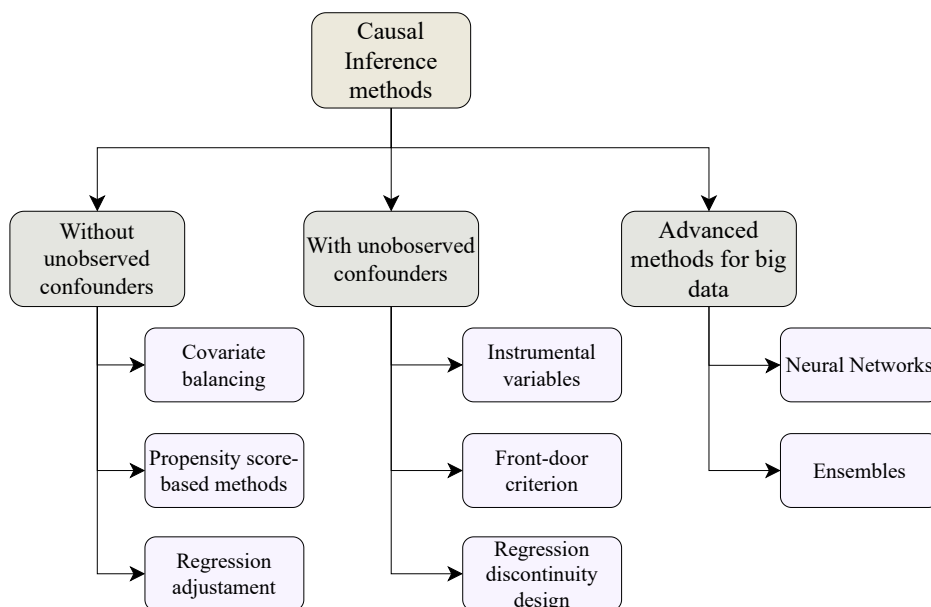 Causal
Inference
methods
Without
unobserved
confounders
With unoboserved
confounders
Advanced
methods for big
data
Covariate
balancing
Instrumental
variables
Neural Networks
Propensity score-
based methods
Front-door
criterion
Ensembles
Regression
adjustament
Regression
discontinuity
design